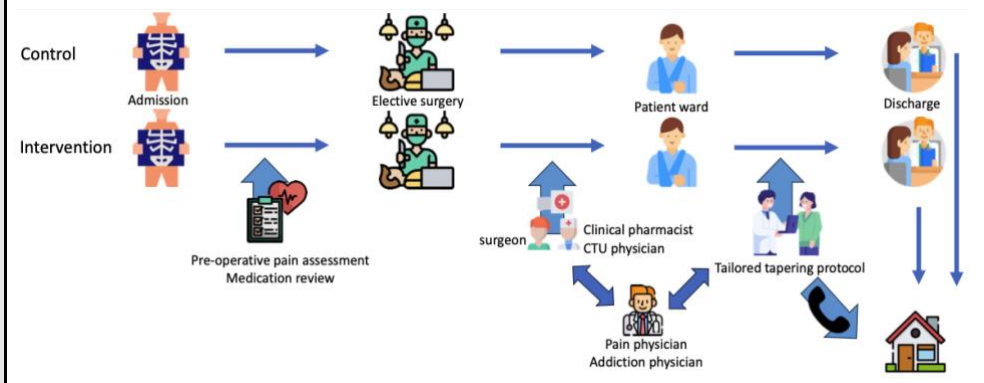 Control
Admission
Elective surgery
Patient ward
Discharge
Intervention
Pre-operative pain assessment
Medication review
surgeon
Clinical pharmacist
CTU physician
Tailored tapering protocol
Pain physician
Addiction physician